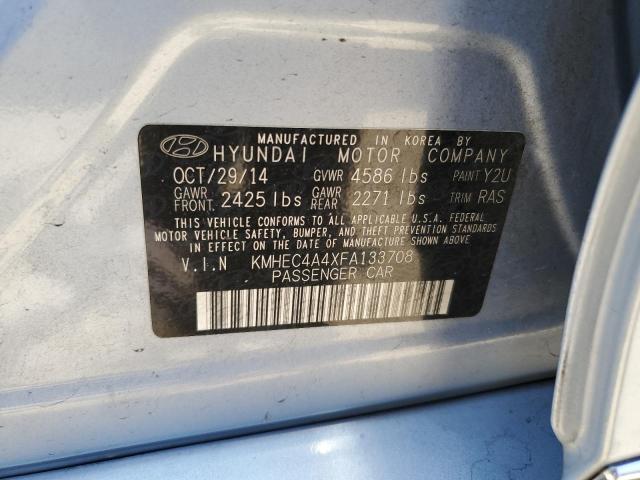 MANUFACTURED IN KOREA BY
HYUNDAI MOTOR COMPANY
OCT/29/14 GVWR 4586 lbs PAINT Y2U
GAWR FRONT. 2425 lbs GAWR REAR 2271 lbs TRIM RAS
THIS VEHICLE CONFORMS TO ALL APPLICABLE U.S.A. FEDERAL
MOTOR VEHICLE SAFETY, BUMPER, AND THEFT PREVENTION STANDARDS
IN EFFECT ON THE DATE OF MANUFACTURE SHOWN ABOVE.
V.I.N KMHEC4A4XFA133708
PASSENGER CAR